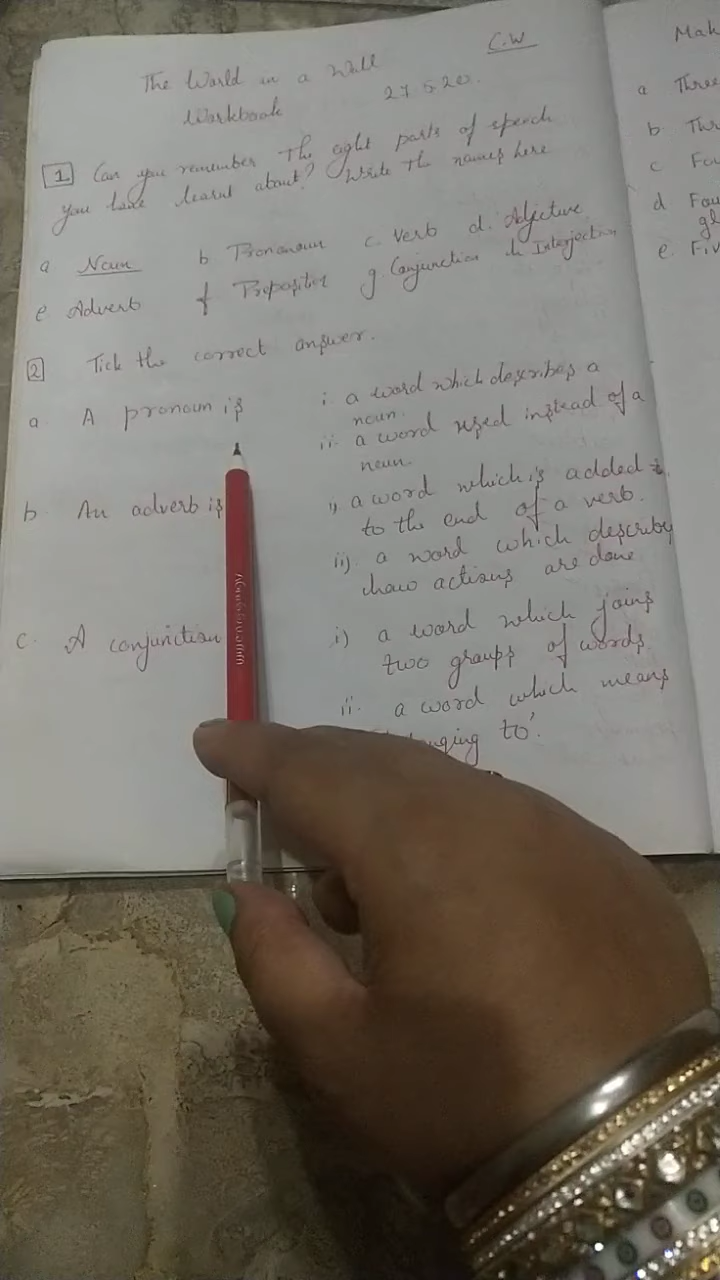 C.W
The World in a Wall
Workbook 27.5.20.
1 Can you remember The eight parts of speech
you have learnt about? Write The names here
a Noun b Pronoun c. Verb d. Adjective
e Adverb f Preposition g. Conjunction h Interjection
2 Tick the correct answer.
a. A pronoun is i. a word which describes a
noun.
ii. a word used instead of a
noun.
b. An adverb is i, a word which is added
to the end of a verb.
ii). a word which describes
how actions are done
c. A conjunction i) a word which joins
two groups of words.
ii. a word which means
to'.
Mak
a Three
b Thr
c Fou
d Fou
gl
e. Fiv